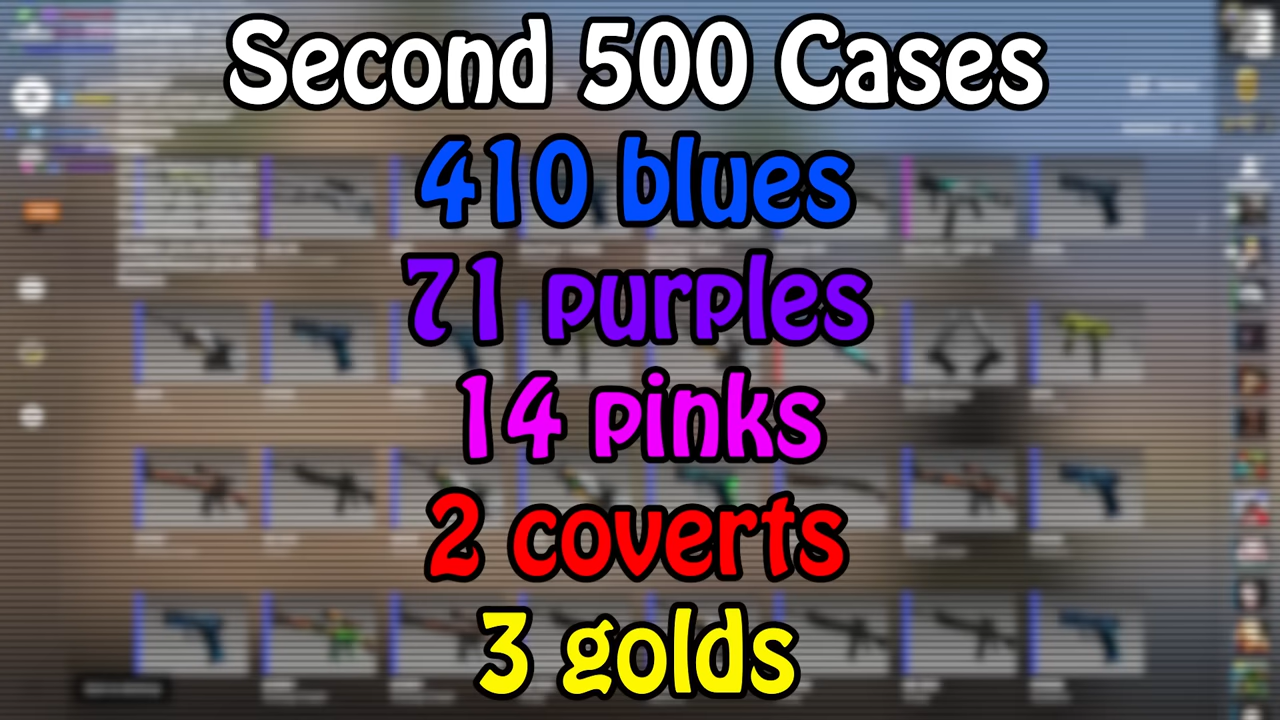 Second 500 Cases
410 blues
71 purples
14 pinks
2 coverts
3 golds